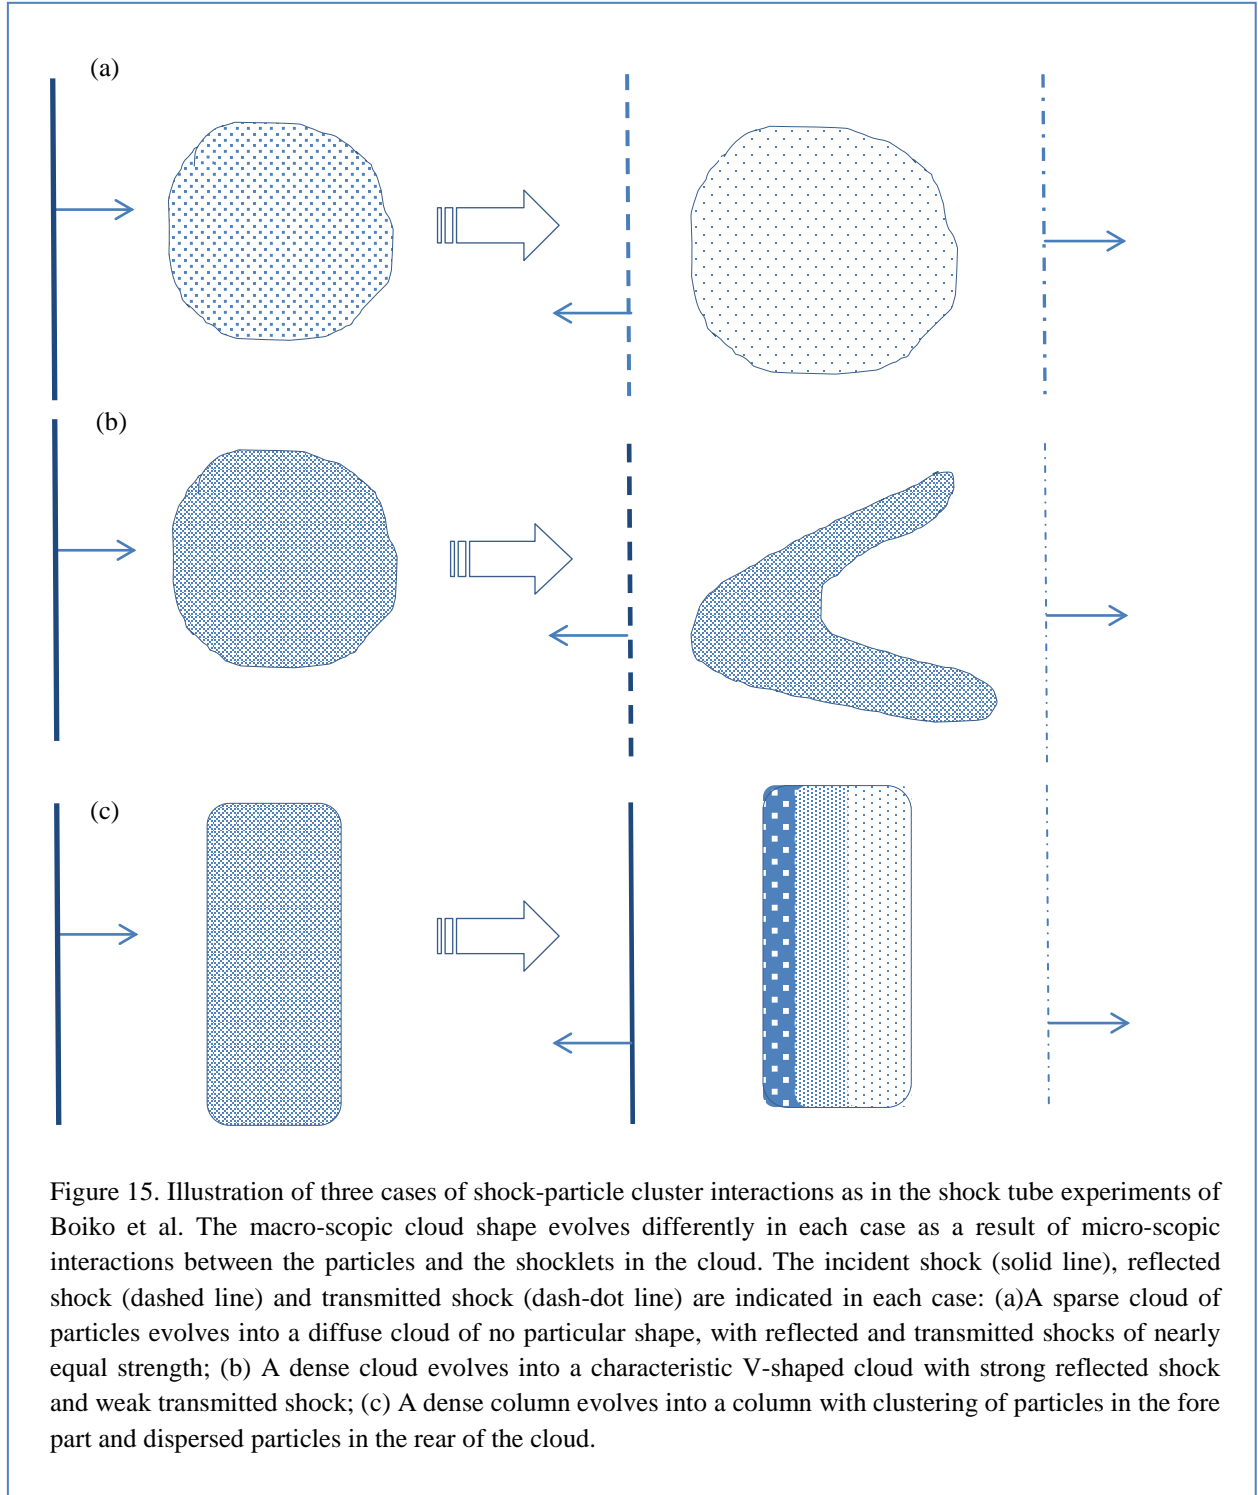 (a)
(b)
(c)
Figure 15. Illustration of three cases of shock-particle cluster interactions as in the shock tube experiments of
Boiko et al. The macro-scopic cloud shape evolves differently in each case as a result of micro-scopic
interactions between the particles and the shocklets in the cloud. The incident shock (solid line), reflected
shock (dashed line) and transmitted shock (dash-dot line) are indicated in each case: (a)A sparse cloud of
particles evolves into a diffuse cloud of no particular shape, with reflected and transmitted shocks of nearly
equal strength; (b) A dense cloud evolves into a characteristic V-shaped cloud with strong reflected shock
and weak transmitted shock; (c) A dense column evolves into a column with clustering of particles in the fore
part and dispersed particles in the rear of the cloud.